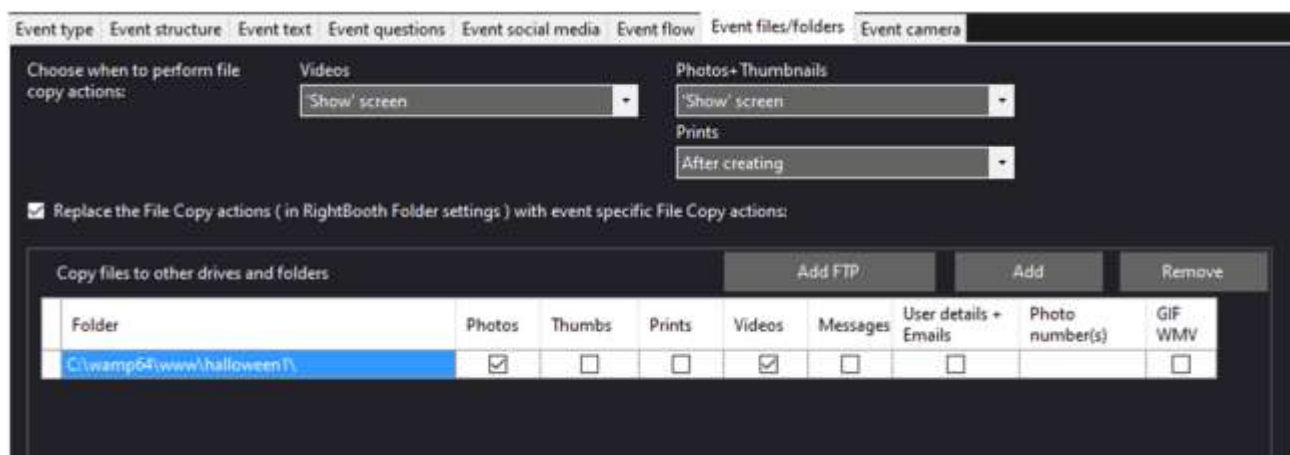 Event type Event structure Event text Event questions Event social media Event flow Event files/folders Event camera
Choose when to perform file
copy actions:
Videos
'Show' screen
Photos+Thumbnails
'Show' screen
Prints
After creating
Replace the File Copy actions ( in RightBooth Folder settings ) with event specific File Copy actions:
Copy files to other drives and folders
Add FTP Add Remove
Folder Photos Thumbs Prints Videos Messages User details + Emails Photo number(s) GIF WMV
C:\wamp64\www\halloween1\